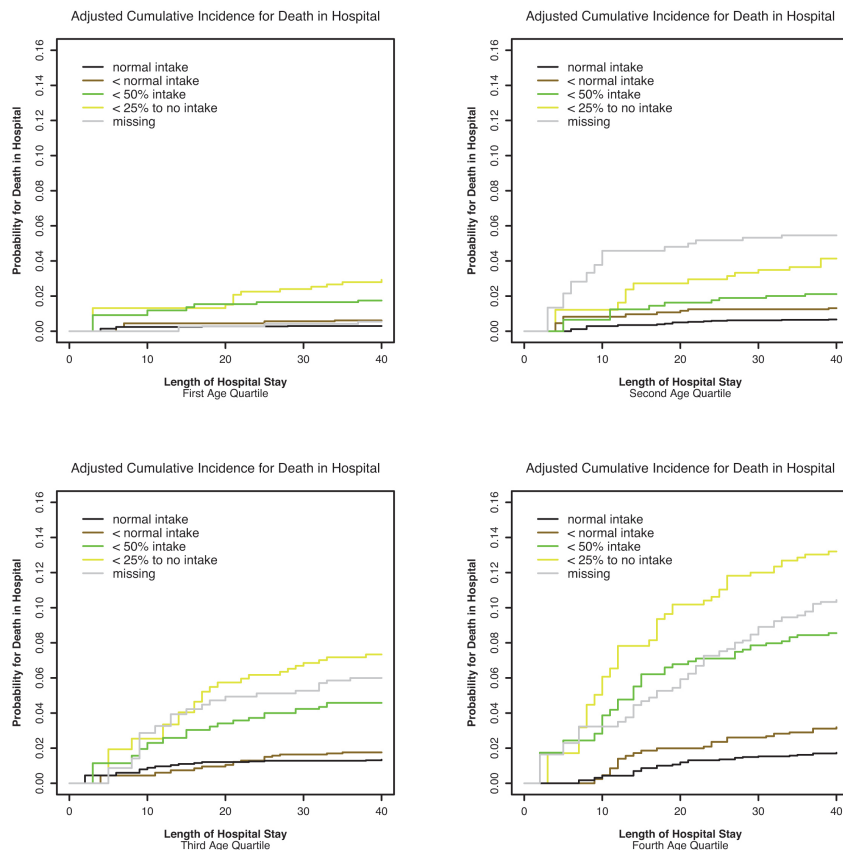 Adjusted Cumulative Incidence for Death in Hospital
Probability for Death in Hospital
0.16
0.14
0.12
0.10
0.08
0.06
0.04
0.02
0.00
normal intake
< normal intake
< 50% intake
< 25% to no intake
missing
0 10 20 30 40
Length of Hospital Stay
First Age Quartile
Adjusted Cumulative Incidence for Death in Hospital
Probability for Death in Hospital
0.16
0.14
0.12
0.10
0.08
0.06
0.04
0.02
0.00
normal intake
< normal intake
< 50% intake
< 25% to no intake
missing
0 10 20 30 40
Length of Hospital Stay
Second Age Quartile
Adjusted Cumulative Incidence for Death in Hospital
Probability for Death in Hospital
0.16
0.14
0.12
0.10
0.08
0.06
0.04
0.02
0.00
normal intake
< normal intake
< 50% intake
< 25% to no intake
missing
0 10 20 30 40
Length of Hospital Stay
Third Age Quartile
Adjusted Cumulative Incidence for Death in Hospital
Probability for Death in Hospital
0.16
0.14
0.12
0.10
0.08
0.06
0.04
0.02
0.00
normal intake
< normal intake
< 50% intake
< 25% to no intake
missing
0 10 20 30 40
Length of Hospital Stay
Fourth Age Quartile